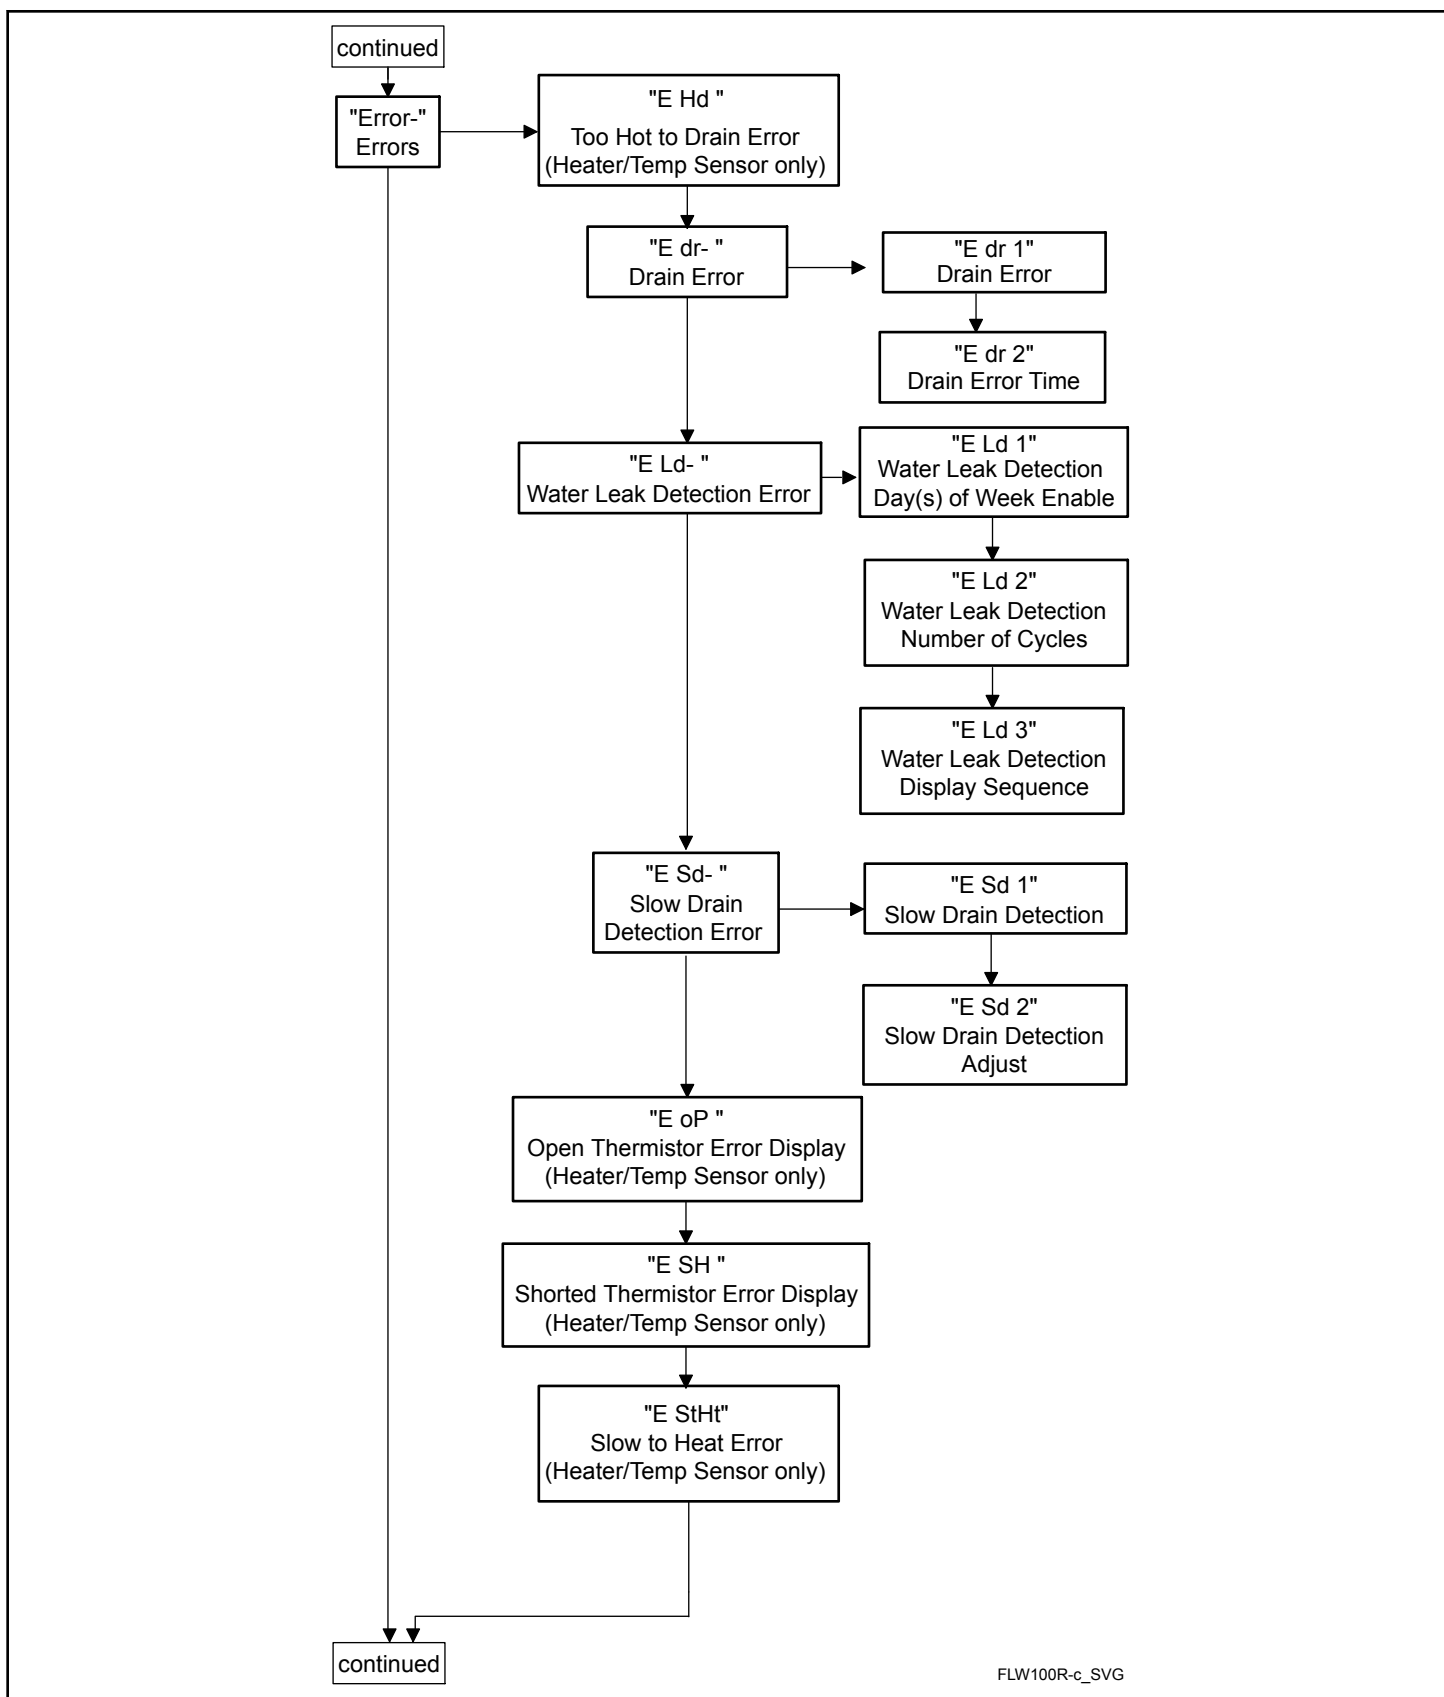 continued
"Error-"
Errors
"E Hd "
Too Hot to Drain Error
(Heater/Temp Sensor only)
"E dr- "
Drain Error
"E dr 1"
Drain Error
"E dr 2"
Drain Error Time
"E Ld- "
Water Leak Detection Error
"E Ld 1"
Water Leak Detection
Day(s) of Week Enable
"E Ld 2"
Water Leak Detection
Number of Cycles
"E Ld 3"
Water Leak Detection
Display Sequence
"E Sd- "
Slow Drain
Detection Error
"E Sd 1"
Slow Drain Detection
"E Sd 2"
Slow Drain Detection
Adjust
"E oP "
Open Thermistor Error Display
(Heater/Temp Sensor only)
"E SH "
Shorted Thermistor Error Display
(Heater/Temp Sensor only)
"E StHt"
Slow to Heat Error
(Heater/Temp Sensor only)
continued
FLW100R-c_SVG